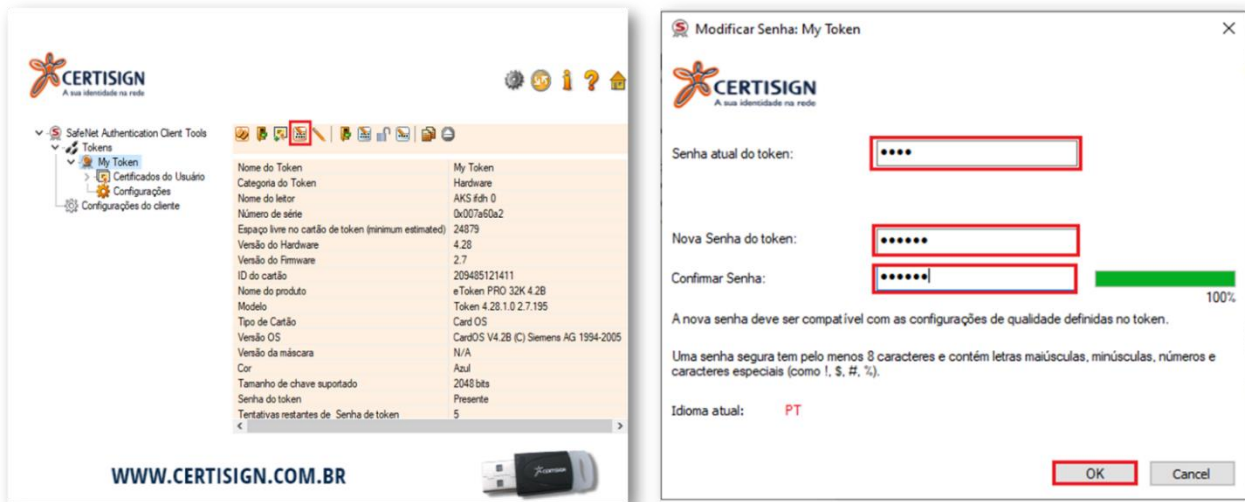 CERTISIGN
A sua identidade na rede
SafeNet Authentication Client Tools
Tokens
My Token
Certificados do Usuário
Configurações
Configurações do cliente
Nome do Token My Token
Categoria do Token Hardware
Nome do leitor AKS ifdh 0
Número de série 0x007a60a2
Espaço livre no cartão de token (minimum estimated) 24879
Versão do Hardware 4.28
Versão do Firmware 2.7
ID do cartão 209485121411
Nome do produto eToken PRO 32K 4.2B
Modelo Token 4.28.1.0 2.7.195
Tipo de Cartão Card OS
Versão OS CardOS V4.2B (C) Siemens AG 1994-2005
Versão da máscara N/A
Cor Azul
Tamanho de chave suportado 2048 bits
Senha do token Presente
Tentativas restantes de Senha de token 5
WWW.CERTISIGN.COM.BR
Modificar Senha: My Token
CERTISIGN
A sua identidade na rede
Senha atual do token: ••••
Nova Senha do token: ••••••
Confirmar Senha: ••••••
100%
A nova senha deve ser compatível com as configurações de qualidade definidas no token.
Uma senha segura tem pelo menos 8 caracteres e contém letras maiúsculas, minúsculas, números e
caracteres especiais (como !, $, #, %).
Idioma atual: PT
OK Cancel